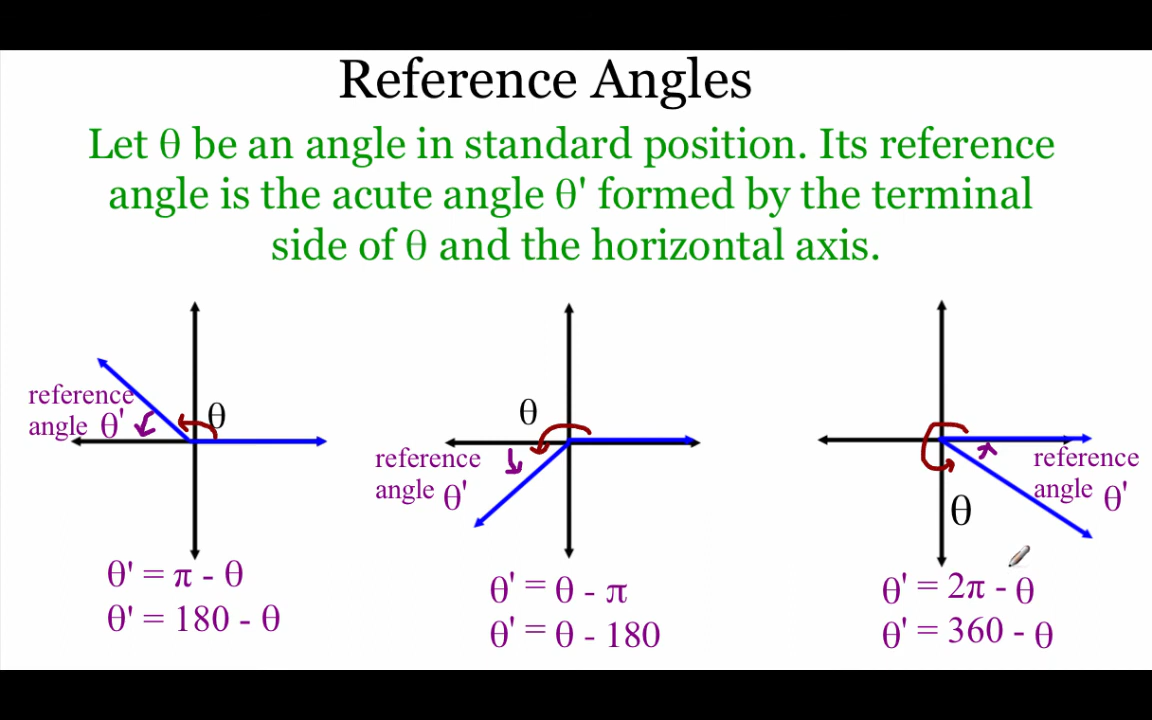 Reference Angles
Let θ be an angle in standard position. Its reference
angle is the acute angle θ' formed by the terminal
side of θ and the horizontal axis.
reference
angle θ'
θ
θ' = π - θ
θ' = 180 - θ
θ
reference
angle θ'
θ' = θ - π
θ' = θ - 180
reference
angle θ'
θ
θ' = 2π - θ
θ' = 360 - θ